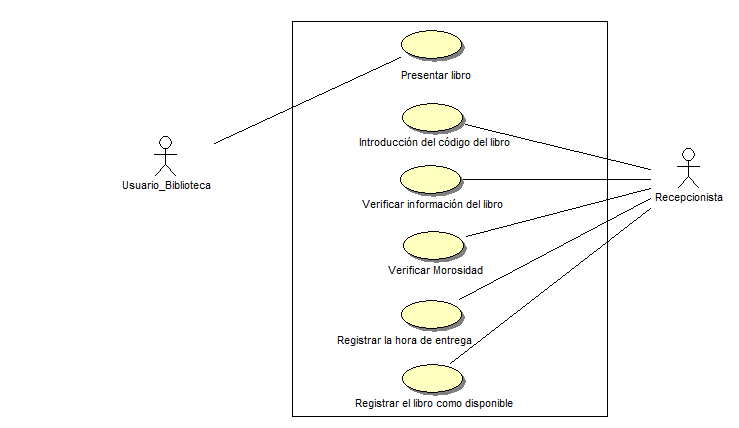 Presentar libro
Introducción del código del libro
Usuario_Biblioteca
Recepcionista
Verificar información del libro
Verificar Morosidad
Registrar la hora de entrega
Registrar el libro como disponible